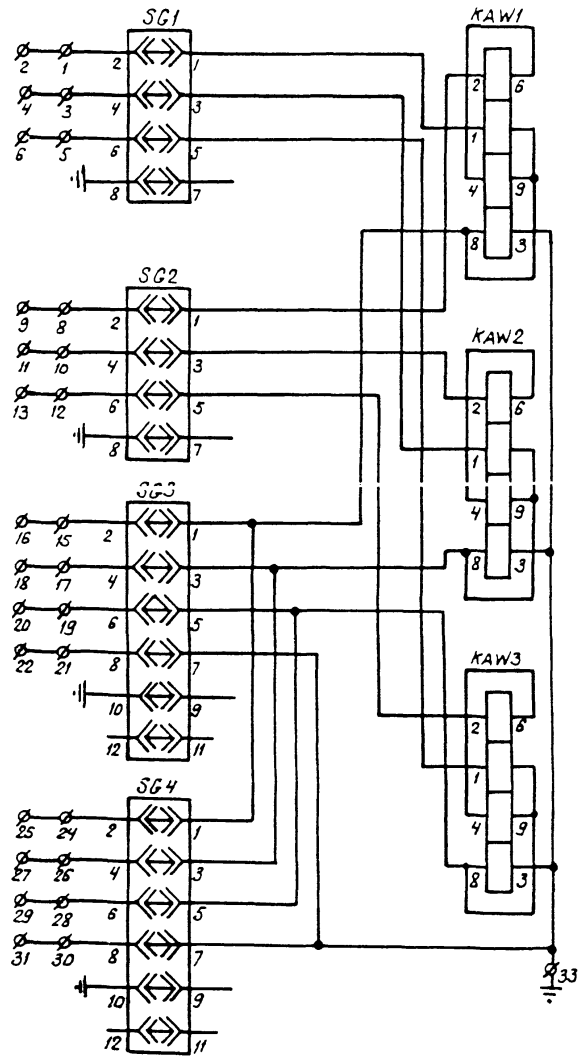 SG1
2 1 2 1
4 3 4 3
6 5 6 5
8 7
KAW1
2 6
1
4 9
8 3
SG2
9 8 2 1
11 10 4 3
13 12 6 5
8 7
KAW2
2 6
1
4 9
8 3
SG3
16 15 2 1
18 17 4 3
20 19 6 5
22 21 8 7
10 9
12 11
KAW3
2 6
1
4 9
8 3
SG4
25 24 2 1
27 26 4 3
29 28 6 5
31 30 8 7
10 9
12 11
33